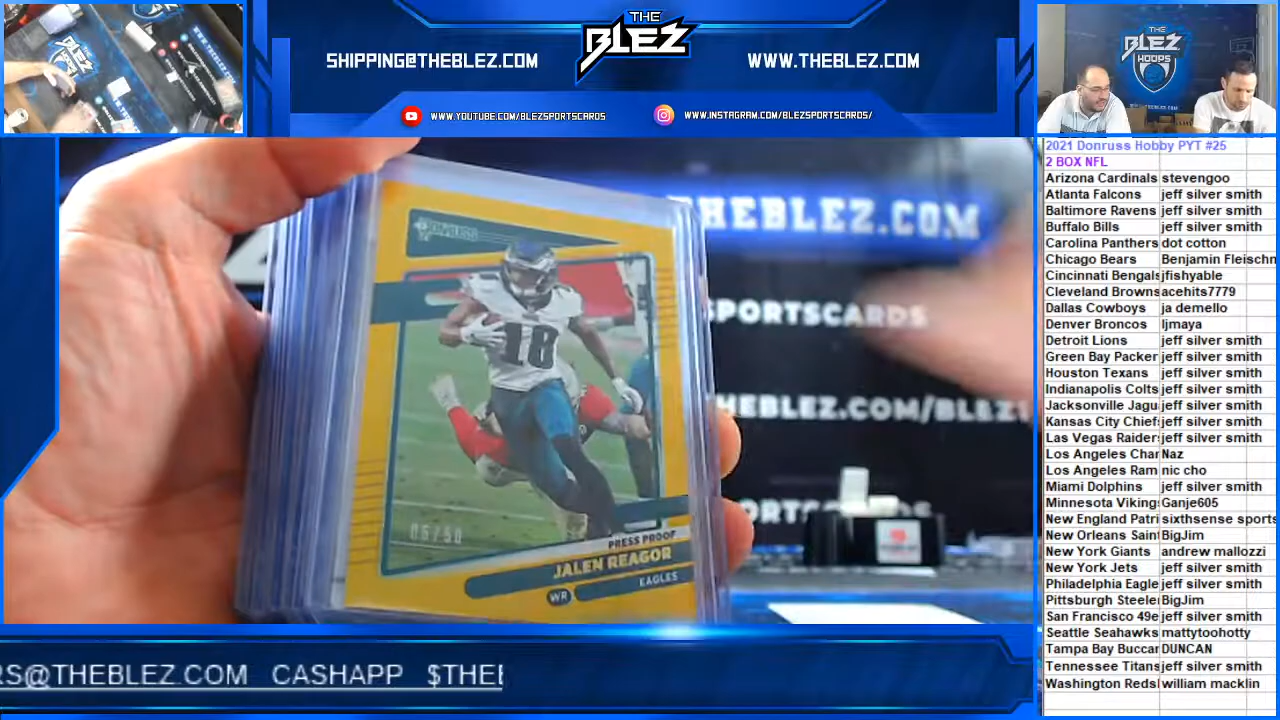 THE
BLEZ
SHIPPING@THEBLEZ.COM
WWW.THEBLEZ.COM
WWW.YOUTUBE.COM/BLEZSPORTSCARDS
WWW.INSTAGRAM.COM/BLEZSPORTSCARDS/
THE
BLEZ
HOOPS
2021 Donruss Hobby PYT #25
2 BOX NFL
Arizona Cardinals stevengoo
Atlanta Falcons jeff silver smith
Baltimore Ravens jeff silver smith
Buffalo Bills jeff silver smith
Carolina Panthers dot cotton
Chicago Bears Benjamin Fleischn
Cincinnati Bengals jfishyable
Cleveland Browns acehits7779
Dallas Cowboys ja demello
Denver Broncos ljmaya
Detroit Lions jeff silver smith
Green Bay Packer jeff silver smith
Houston Texans jeff silver smith
Indianapolis Colts jeff silver smith
Jacksonville Jagu jeff silver smith
Kansas City Chief jeff silver smith
Las Vegas Raider jeff silver smith
Los Angeles Char Naz
Los Angeles Ram nic cho
Miami Dolphins jeff silver smith
Minnesota Viking Ganje605
New England Patri sixthsense sports
New Orleans Saint BigJim
New York Giants andrew mallozzi
New York Jets jeff silver smith
Philadelphia Eagle jeff silver smith
Pittsburgh Steele BigJim
San Francisco 49e jeff silver smith
Seattle Seahawks mattytoohotty
Tampa Bay Buccar DUNCAN
Tennessee Titans jeff silver smith
Washington Reds william macklin
THEBLEZ.COM
SPORTSCARDS
HEBLEZ.COM/BLEZ
DONRUSS
18
05/50
PRESS PROOF
JALEN REAGOR
EAGLES
WR
RS@THEBLEZ.COM CASHAPP $THE